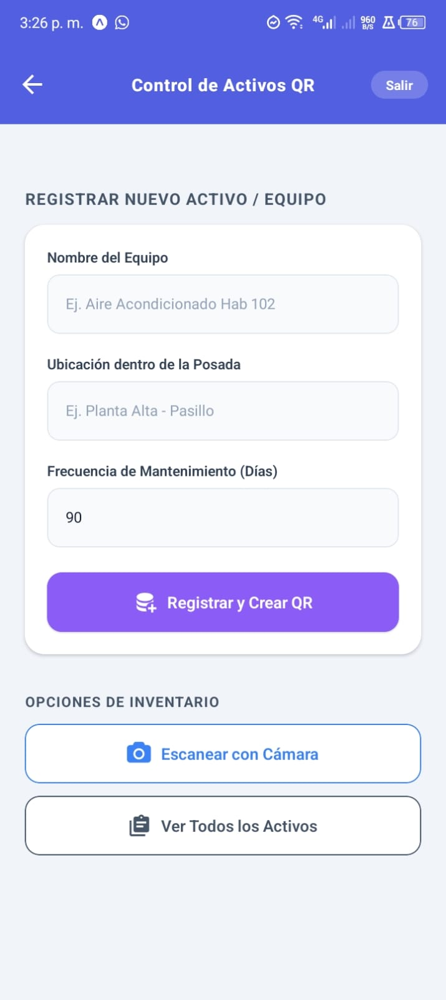 3:26 p. m.
4G
960
B/S
76
Control de Activos QR
Salir
REGISTRAR NUEVO ACTIVO / EQUIPO
Nombre del Equipo
Ej. Aire Acondicionado Hab 102
Ubicación dentro de la Posada
Ej. Planta Alta - Pasillo
Frecuencia de Mantenimiento (Días)
90
Registrar y Crear QR
OPCIONES DE INVENTARIO
Escanear con Cámara
Ver Todos los Activos